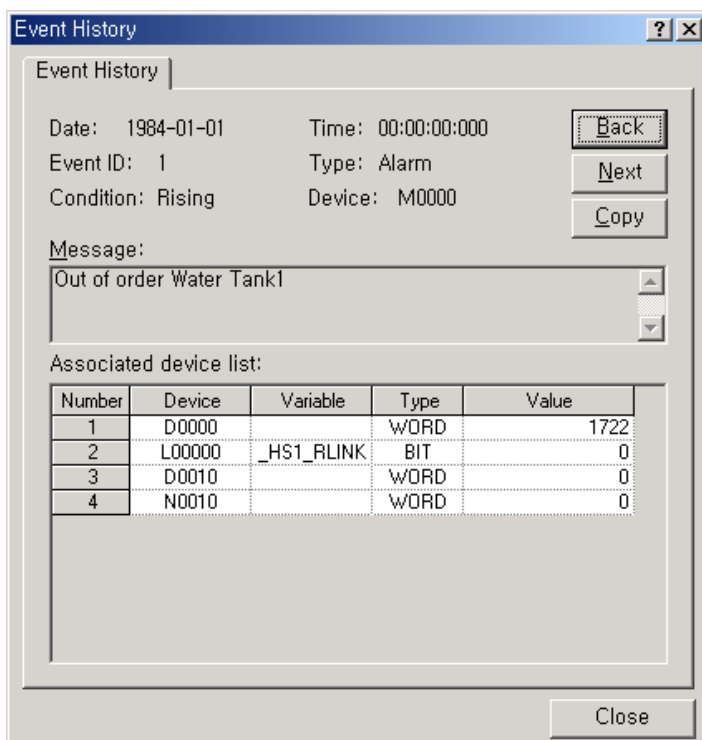 Event History
Event History
Date: 1984-01-01 Time: 00:00:00:000 Back
Event ID: 1 Type: Alarm Next
Condition: Rising Device: M0000 Copy
Message:
Out of order Water Tank1
Associated device list:
Number Device Variable Type Value
1 D0000 WORD 1722
2 L00000 _HS1_RLINK BIT 0
3 D0010 WORD 0
4 N0010 WORD 0
Close